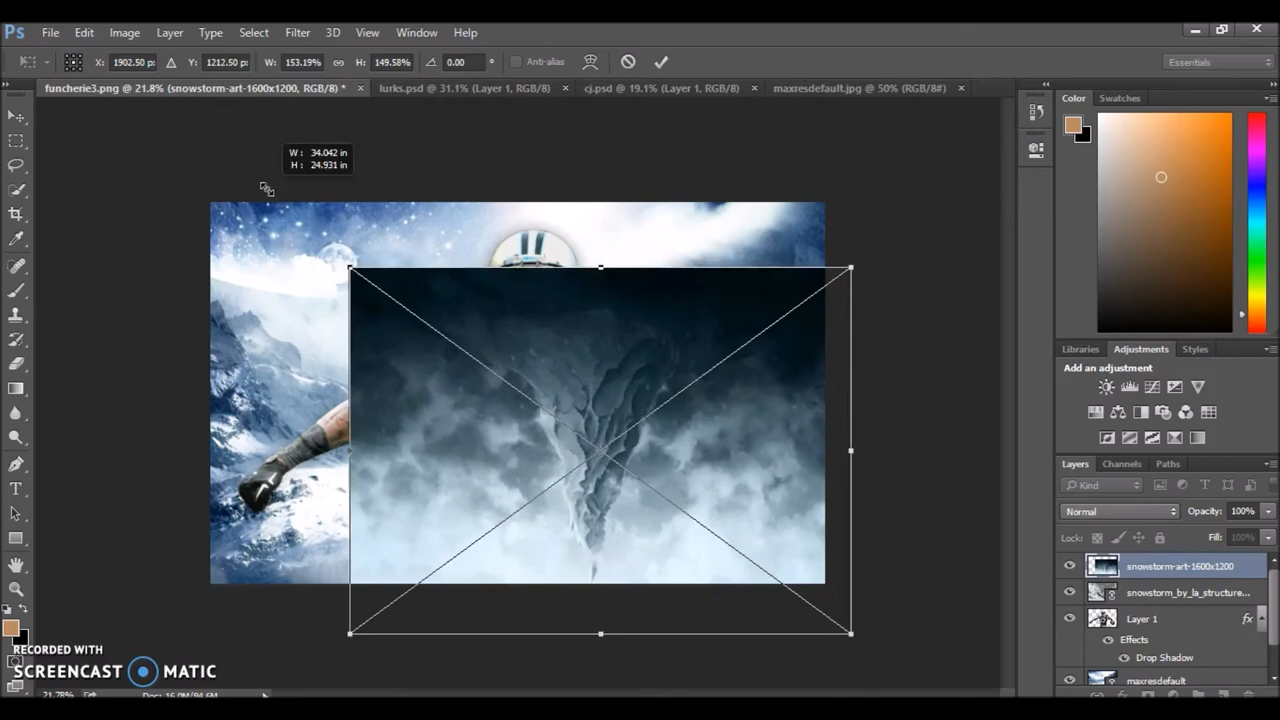 Ps File Edit Image Layer Type Select Filter 3D View Window Help
X: 1902.50 p: Y: 1212.50 p: W: 153.19% H: 149.58% 0.00 ° Anti-alias Essentials
funcherie3.png @ 21.8% (snowstorm-art-1600x1200, RGB/8) * × lurks.psd @ 31.1% (Layer 1, RGB/8) × cj.psd @ 19.1% (Layer 1, RGB/8) × maxresdefault.jpg @ 50% (RGB/8#) ×
Color Swatches
W: 34.042 in
H: 24.931 in
Libraries Adjustments Styles
Add an adjustment
Layers Channels Paths
Kind
Normal Opacity: 100%
Lock: Fill: 100%
snowstorm-art-1600x1200
snowstorm_by_la_structure...
Layer 1 fx
Effects
Drop Shadow
maxresdefault
RECORDED WITH
SCREENCAST MATIC
21.78% Doc: 16.0M/94.6M